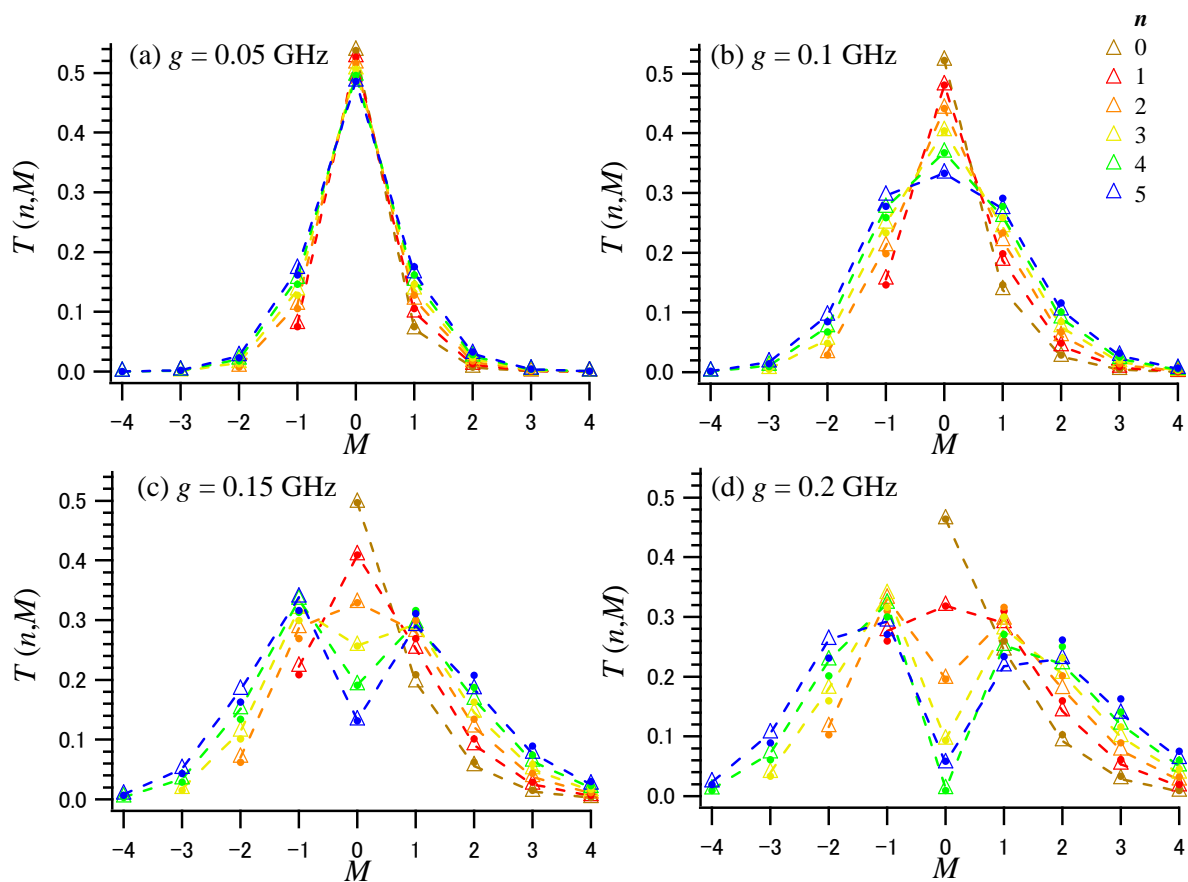 (a) g = 0.05 GHz
0.5
0.4
0.3
0.2
0.1
0.0
T (n,M)
−4 −3 −2 −1 0 1 2 3 4
M
(b) g = 0.1 GHz
0.5
0.4
0.3
0.2
0.1
0.0
T (n,M)
−4 −3 −2 −1 0 1 2 3 4
M
n
0
1
2
3
4
5
(c) g = 0.15 GHz
0.5
0.4
0.3
0.2
0.1
0.0
T (n,M)
−4 −3 −2 −1 0 1 2 3 4
M
(d) g = 0.2 GHz
0.5
0.4
0.3
0.2
0.1
0.0
T (n,M)
−4 −3 −2 −1 0 1 2 3 4
M